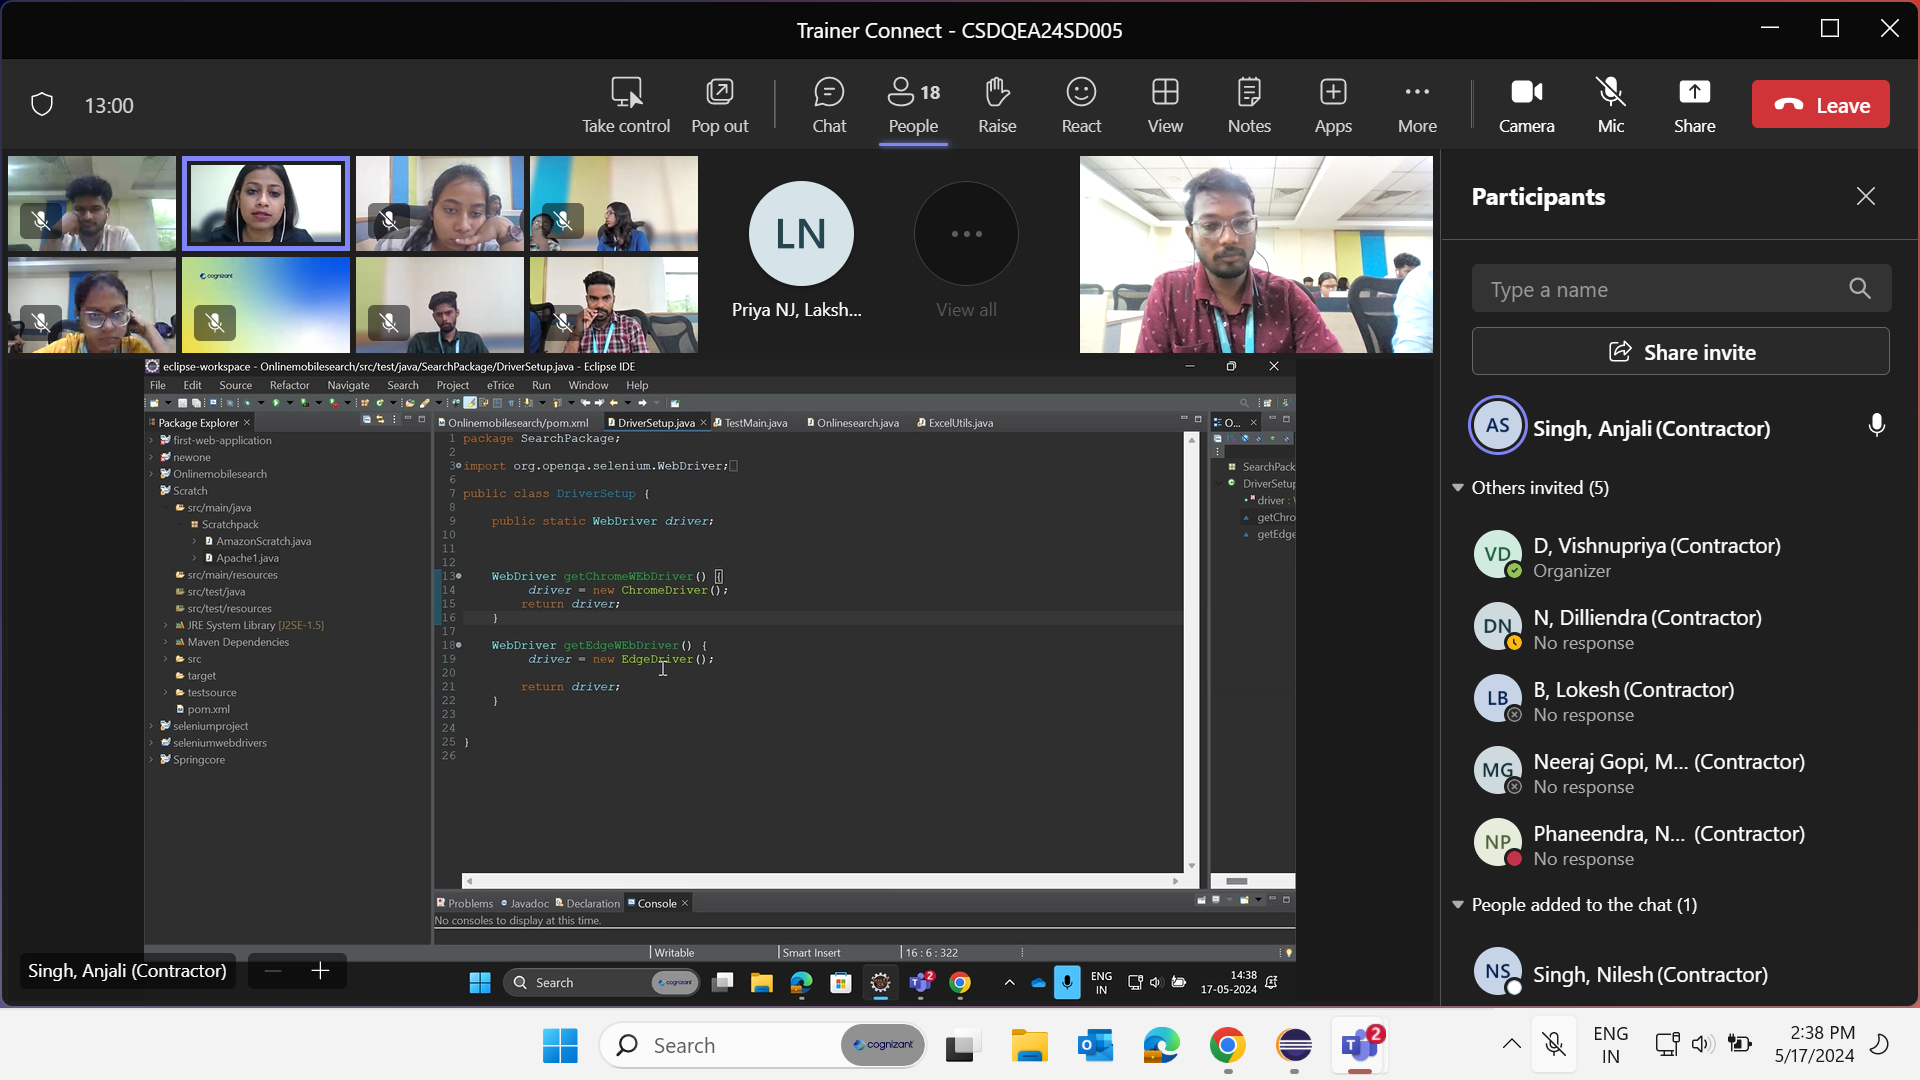 Trainer Connect - CSDQEA24SD005
13:00
Take control
Pop out
Chat
18
People
Raise
React
View
Notes
Apps
More
Camera
Mic
Share
Leave
cognizant
LN
Priya NJ, Laksh...
View all
Participants
Type a name
Share invite
AS
Singh, Anjali (Contractor)
Others invited (5)
VD
D, Vishnupriya (Contractor)
Organizer
DN
N, Dilliendra (Contractor)
No response
LB
B, Lokesh (Contractor)
No response
MG
Neeraj Gopi, M... (Contractor)
No response
NP
Phaneendra, N... (Contractor)
No response
People added to the chat (1)
NS
Singh, Nilesh (Contractor)
eclipse-workspace - Onlinemobilesearch/src/test/java/SearchPackage/DriverSetup.java - Eclipse IDE
File Edit Source Refactor Navigate Search Project eTrice Run Window Help
Package Explorer
first-web-application
newone
Onlinemobilesearch
Scratch
src/main/java
Scratchpack
AmazonScratch.java
Apache1.java
src/main/resources
src/test/java
src/test/resources
JRE System Library [J2SE-1.5]
Maven Dependencies
src
target
testsource
pom.xml
seleniumproject
seleniumwebdrivers
Springcore
Onlinemobilesearch/pom.xml DriverSetup.java TestMain.java Onlinesearch.java ExcelUtils.java
1 package SearchPackage;
2
3 import org.openqa.selenium.WebDriver;
6
7 public class DriverSetup {
8
9 public static WebDriver driver;
10
11
12
13 WebDriver getChromeWEbDriver() {
14 driver = new ChromeDriver();
15 return driver;
16 }
17
18 WebDriver getEdgeWEbDriver() {
19 driver = new EdgeDriver();
20
21 return driver;
22 }
23
24
25 }
26
O...
SearchPack
DriverSetup
driver :
getChro
getEdge
Problems Javadoc Declaration Console
No consoles to display at this time.
Writable Smart Insert 16 : 6 : 322
Singh, Anjali (Contractor)
Search
cognizant
2
ENG
IN
14:38
17-05-2024
Search
cognizant
2
ENG
IN
2:38 PM
5/17/2024